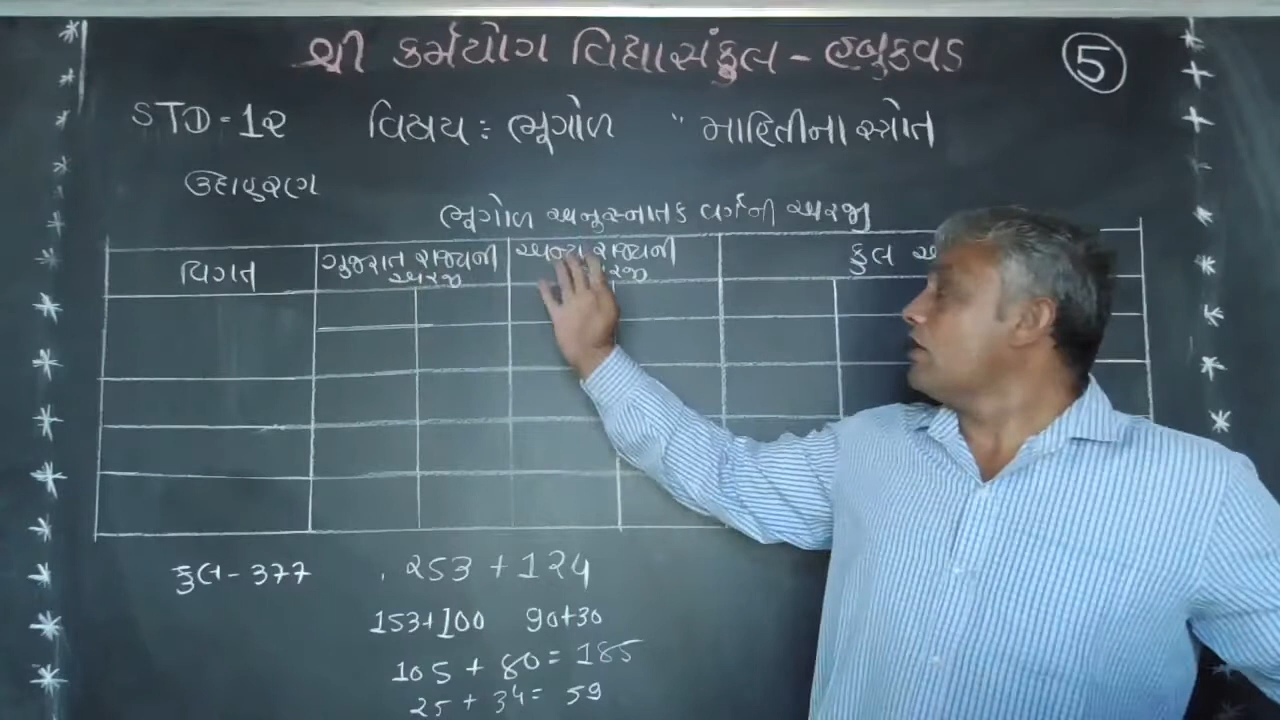 શ્રી કર્મયોગ વિદ્યાસંકુલ - હબુકવડ 5
STD - 12 વિષય : ભૂગોળ " માહિતીના સ્ત્રોત
ઉદાહરણ
ભૂગોળ અનુસ્નાતક વર્ગની અરજી
વિગત ગુજરાત રાજ્યની અરજી અન્ય રાજ્યની કુલ
કુલ - 377 253 + 124
153+100 90+30
105 + 80 = 185
25 + 34 = 59